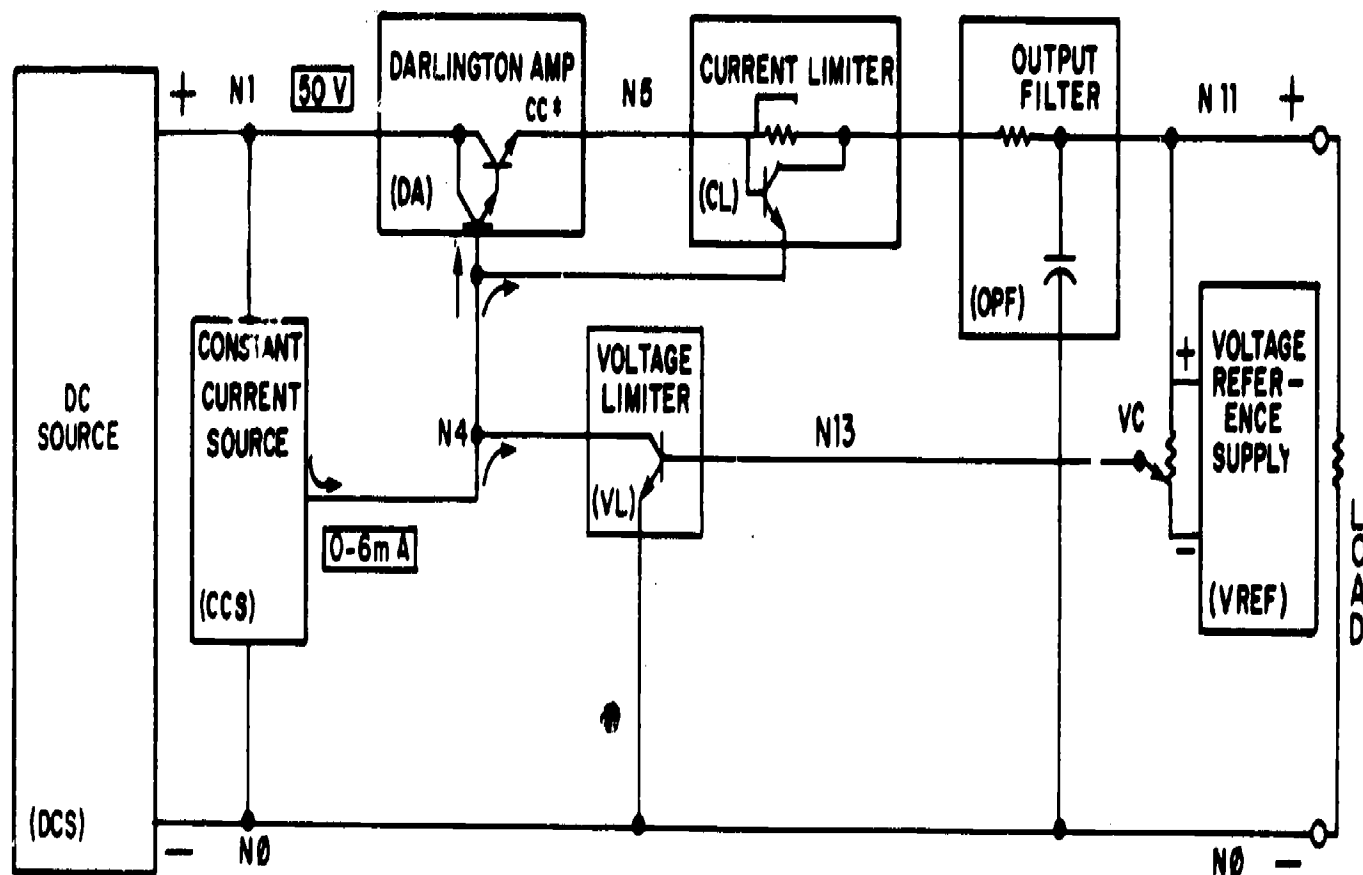 DARLINGTON AMP
CC*
(DA)
CURRENT LIMITER
(CL)
OUTPUT
FILTER
(OPF)
+
N1
50 V
N5
N11
+
DC
SOURCE
(DCS)
CONSTANT
CURRENT
SOURCE
(CCS)
0-6mA
N4
VOLTAGE
LIMITER
(VL)
N13
VC
+
-
VOLTAGE
REFER-
ENCE
SUPPLY
(VREF)
LOAD
-
NØ
NØ
-